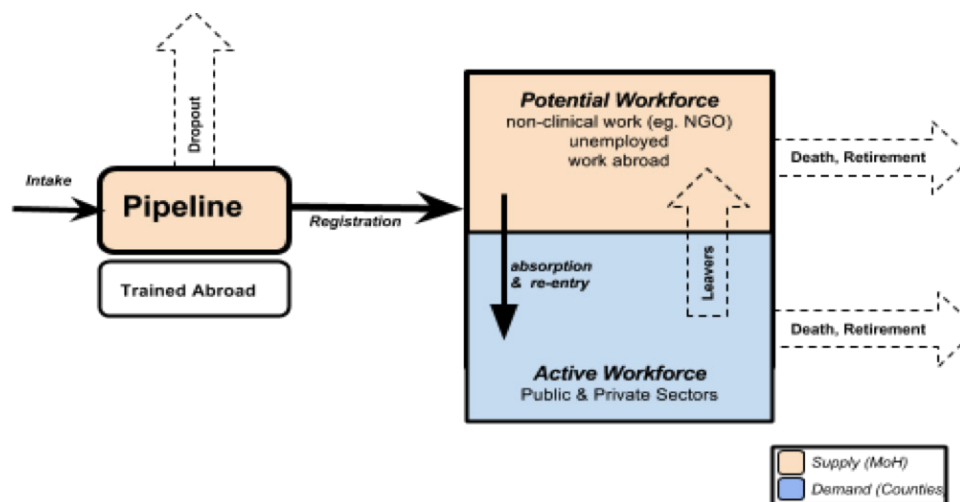 Dropout
Intake
Pipeline
Registration
Trained Abroad
Potential Workforce
non-clinical work (eg. NGO)
unemployed
work abroad
Death, Retirement
absorption
& re-entry
Leavers
Death, Retirement
Active Workforce
Public & Private Sectors
Supply (MoH)
Demand (Counties